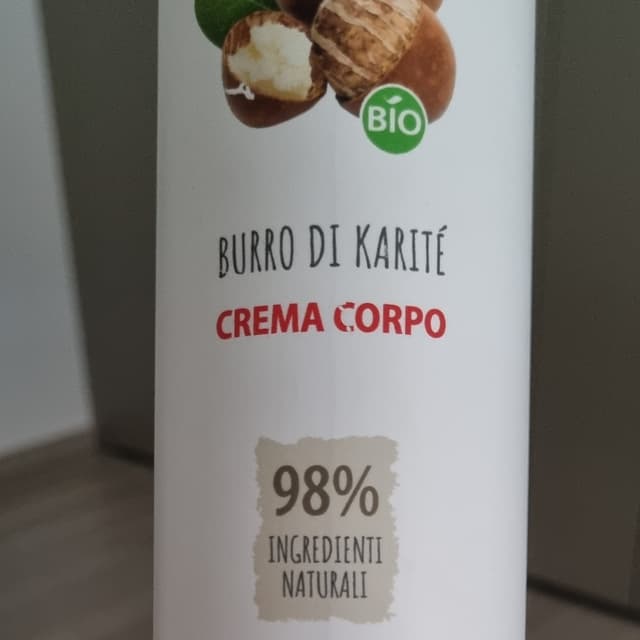 BIO
BURRO DI KARITÉ
CREMA CORPO
98%
INGREDIENTI
NATURALI